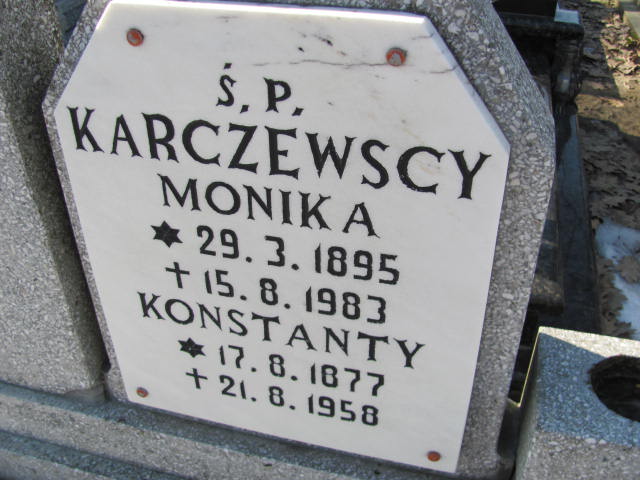 Ś. P.
KARCZEWSCY
MONIKA
✶ 29. 3. 1895
† 15. 8. 1983
KONSTANTY
✶ 17. 8. 1877
† 21. 8. 1958